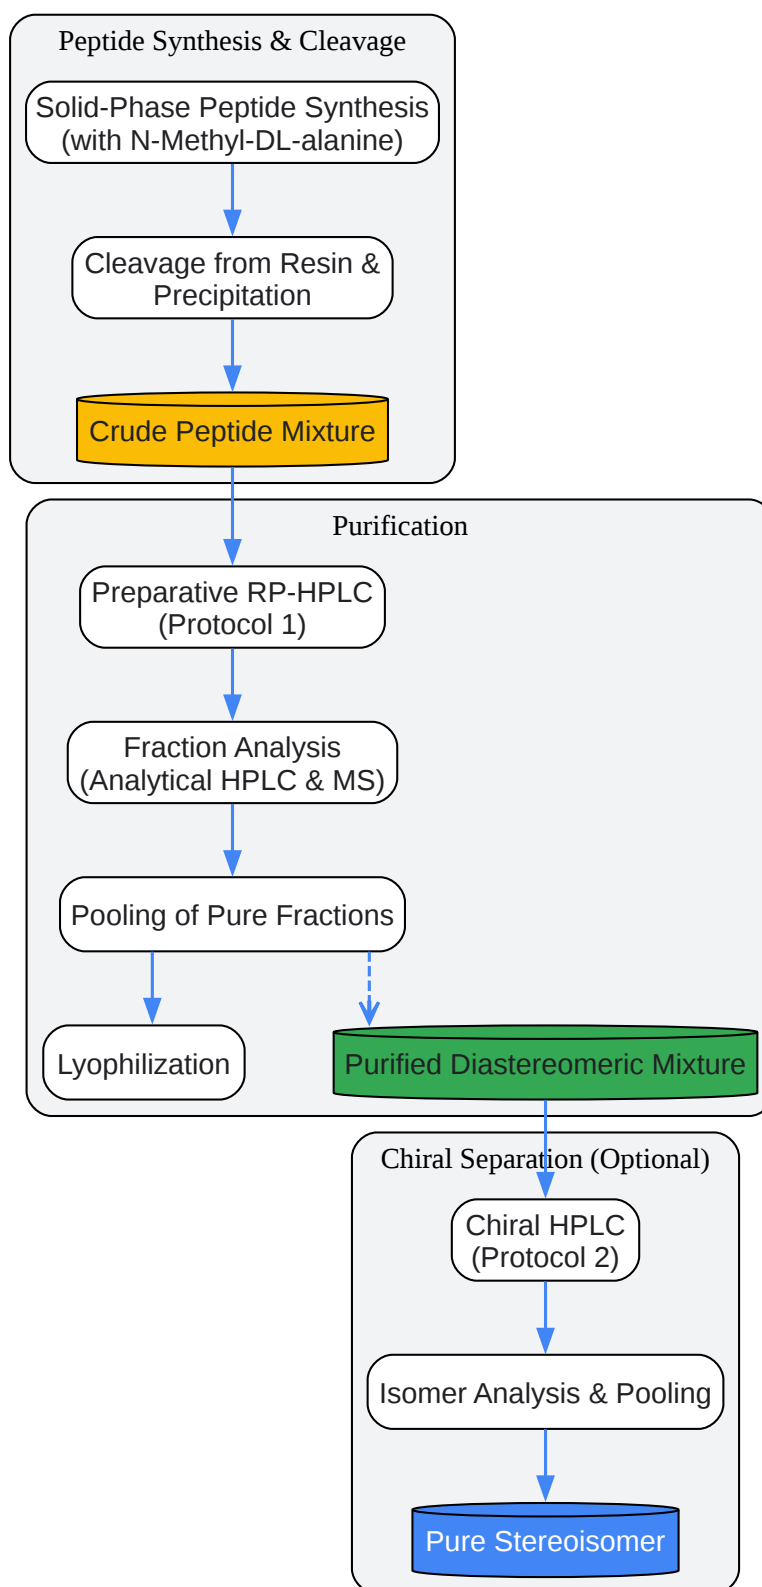 Peptide Synthesis & Cleavage
Solid-Phase Peptide Synthesis
(with N-Methyl-DL-alanine)
Cleavage from Resin &
Precipitation
Crude Peptide Mixture
Purification
Preparative RP-HPLC
(Protocol 1)
Fraction Analysis
(Analytical HPLC & MS)
Pooling of Pure Fractions
Lyophilization
Purified Diastereomeric Mixture
Chiral Separation (Optional)
Chiral HPLC
(Protocol 2)
Isomer Analysis & Pooling
Pure Stereoisomer